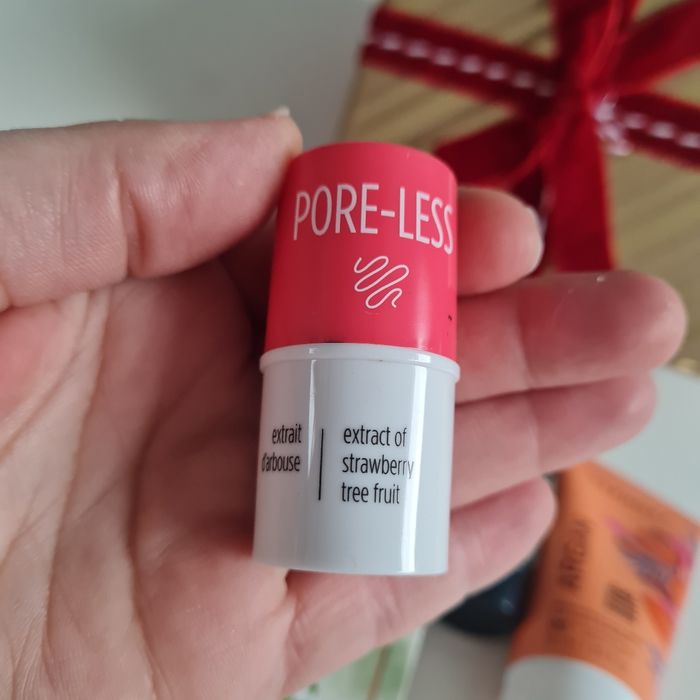 PORE-LESS
extrait
d'arbouse
extract of
strawberry
tree fruit